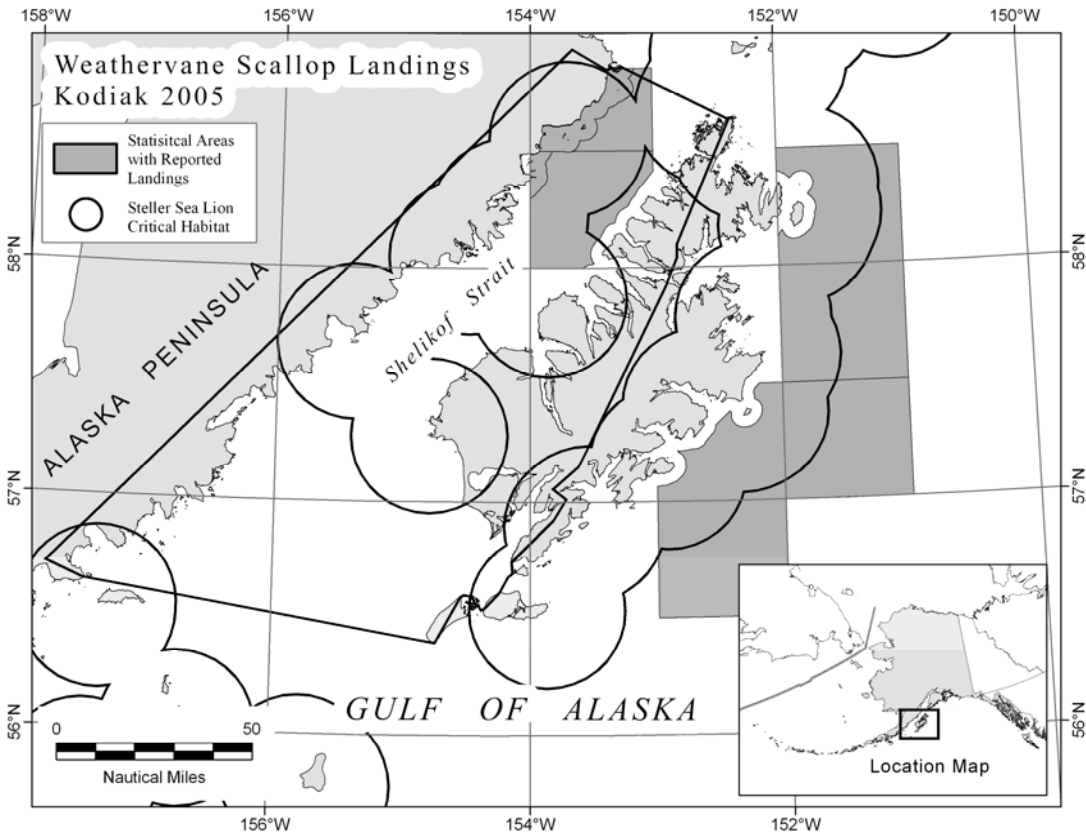 158°W 156°W 154°W 152°W 150°W
Weathervane Scallop Landings
Kodiak 2005
Statisitcal Areas
with Reported
Landings
Steller Sea Lion
Critical Habitat
58°N 58°N
Shelikof Strait
ALASKA PENINSULA
57°N 57°N
56°N 56°N
GULF OF ALASKA
0 50
Nautical Miles
Location Map
156°W 154°W 152°W